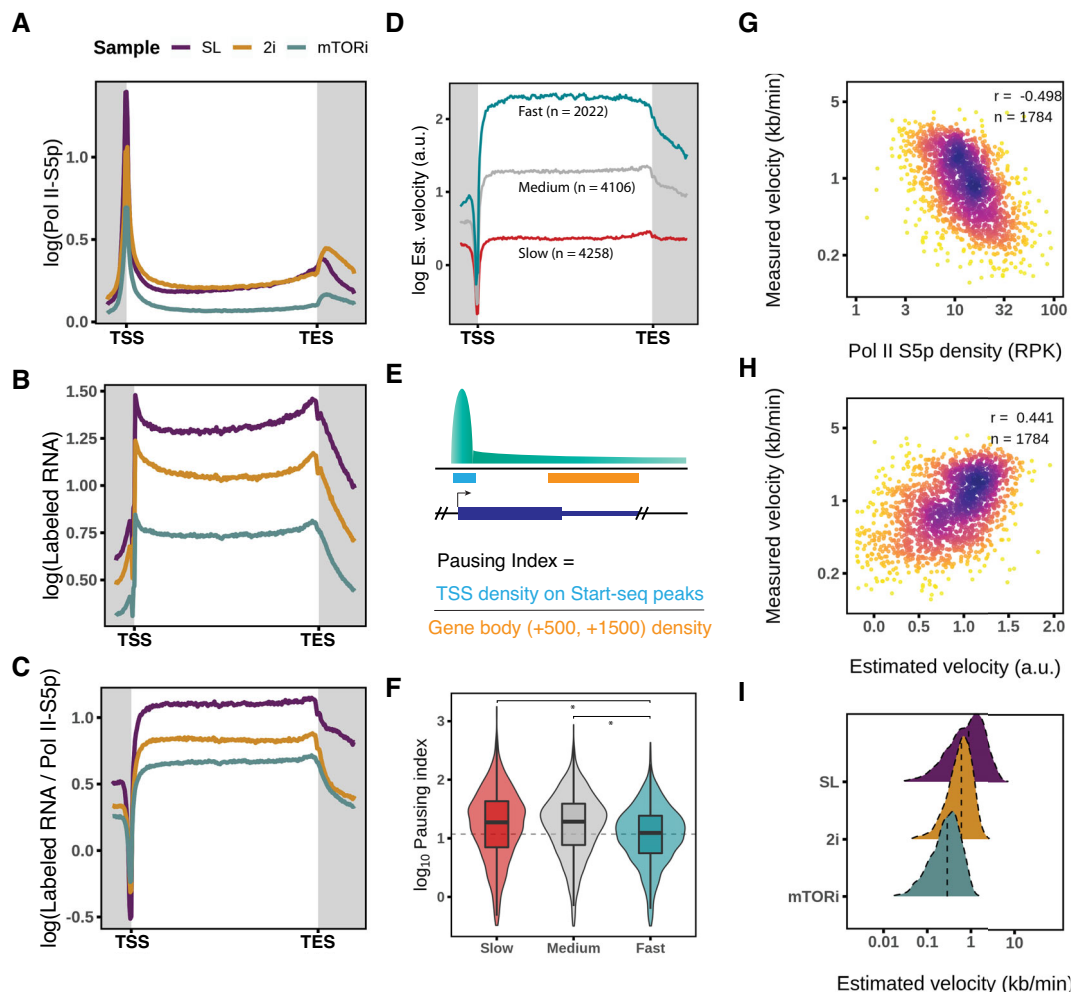 A
Sample SL 2i mTORi
log(Pol II-S5p)
1.0
0.5
0.0
TSS TES
B
log(Labeled RNA)
1.50
1.25
1.00
0.75
0.50
TSS TES
C
log(Labeled RNA / Pol II-S5p)
1.0
0.5
0.0
-0.5
TSS TES
D
log Est. velocity (a.u.)
2
1
0
Fast (n = 2022)
Medium (n = 4106)
Slow (n = 4258)
TSS TES
E
Pausing Index =
TSS density on Start-seq peaks
Gene body (+500, +1500) density
F
log10 Pausing index
3
2
1
0
*
*
Slow Medium Fast
G
Measured velocity (kb/min)
5
1
0.2
r = -0.498
n = 1784
1 3 10 32 100
Pol II S5p density (RPK)
H
Measured velocity (kb/min)
5
1
0.2
r = 0.441
n = 1784
0.0 0.5 1.0 1.5 2.0
Estimated velocity (a.u.)
I
SL
2i
mTORi
0.01 0.1 1 10
Estimated velocity (kb/min)